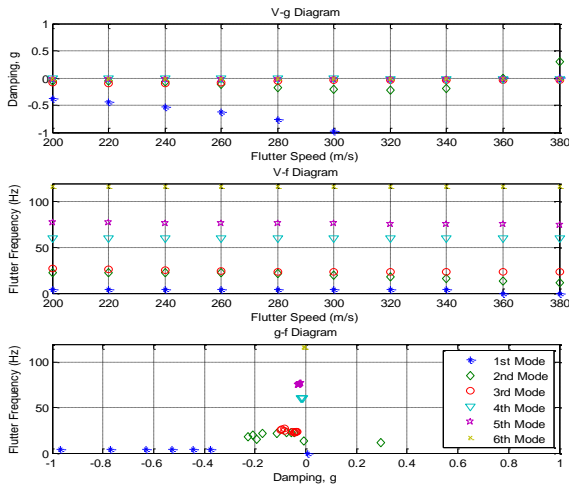 V-g Diagram
Damping, g
1
0.5
0
-0.5
-1
200 220 240 260 280 300 320 340 360 380
Flutter Speed (m/s)
V-f Diagram
Flutter Frequency (Hz)
100
50
0
200 220 240 260 280 300 320 340 360 380
Flutter Speed (m/s)
g-f Diagram
Flutter Frequency (Hz)
100
50
0
-1 -0.8 -0.6 -0.4 -0.2 0 0.2 0.4 0.6 0.8 1
Damping, g
1st Mode
2nd Mode
3rd Mode
4th Mode
5th Mode
6th Mode